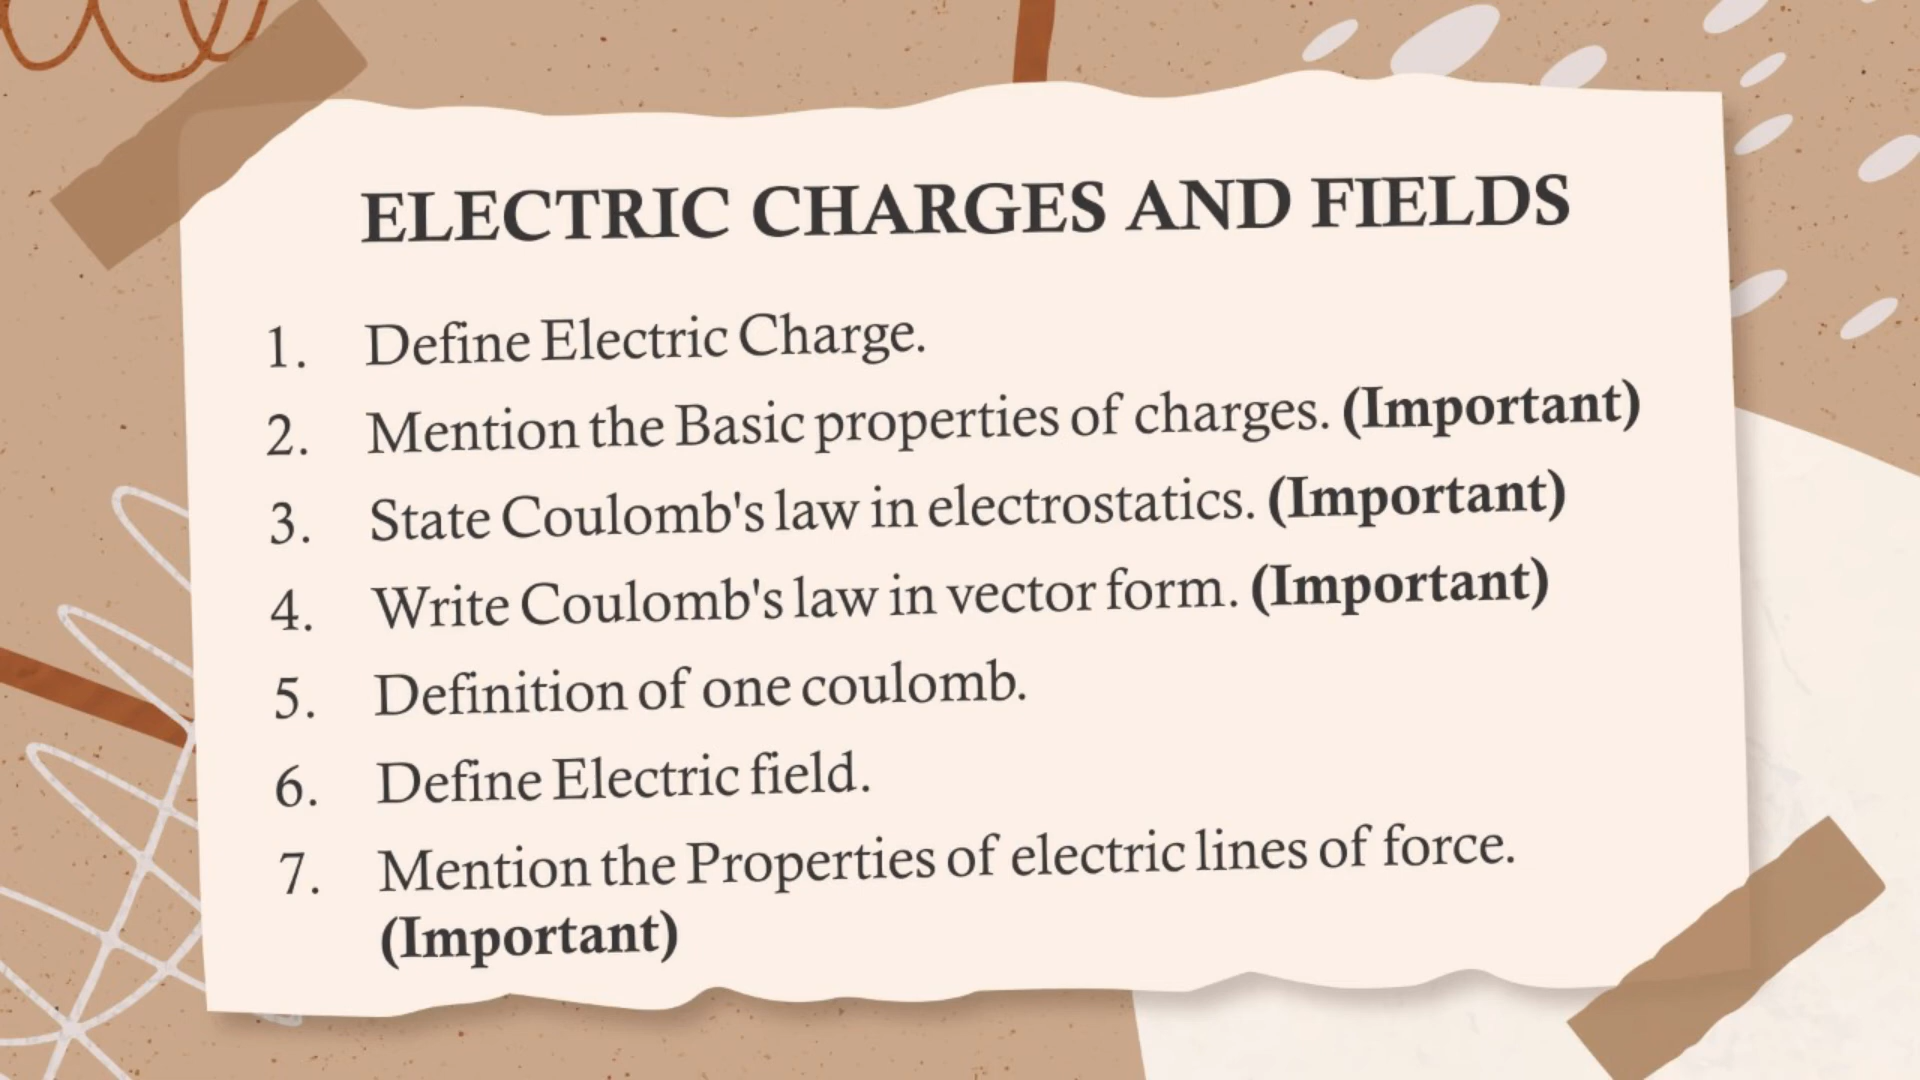 ELECTRIC CHARGES AND FIELDS
1. Define Electric Charge.
2. Mention the Basic properties of charges. (Important)
3. State Coulomb's law in electrostatics. (Important)
4. Write Coulomb's law in vector form. (Important)
5. Definition of one coulomb.
6. Define Electric field.
7. Mention the Properties of electric lines of force.
(Important)